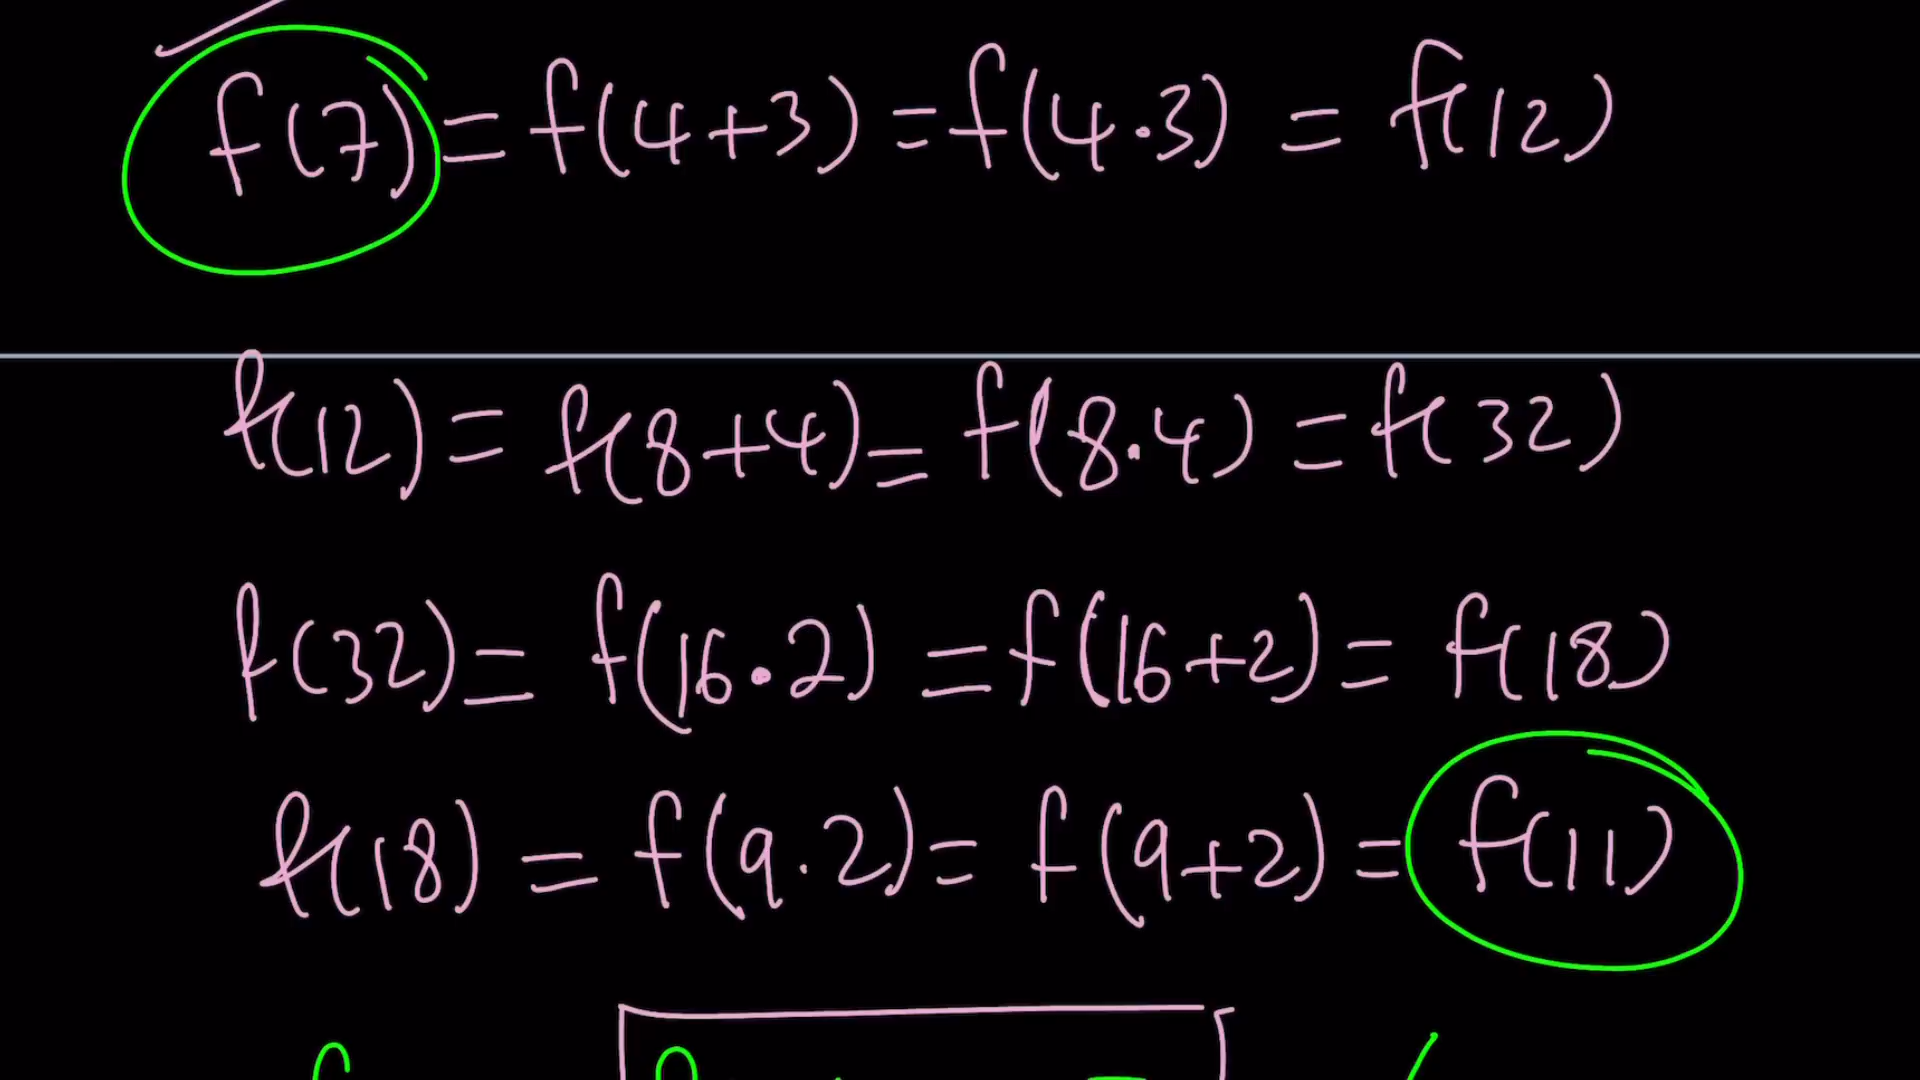 f(7) = f(4+3) = f(4·3) = f(12)
f(12) = f(8+4) = f(8·4) = f(32)
f(32) = f(16·2) = f(16+2) = f(18)
f(18) = f(9·2) = f(9+2) = f(11)